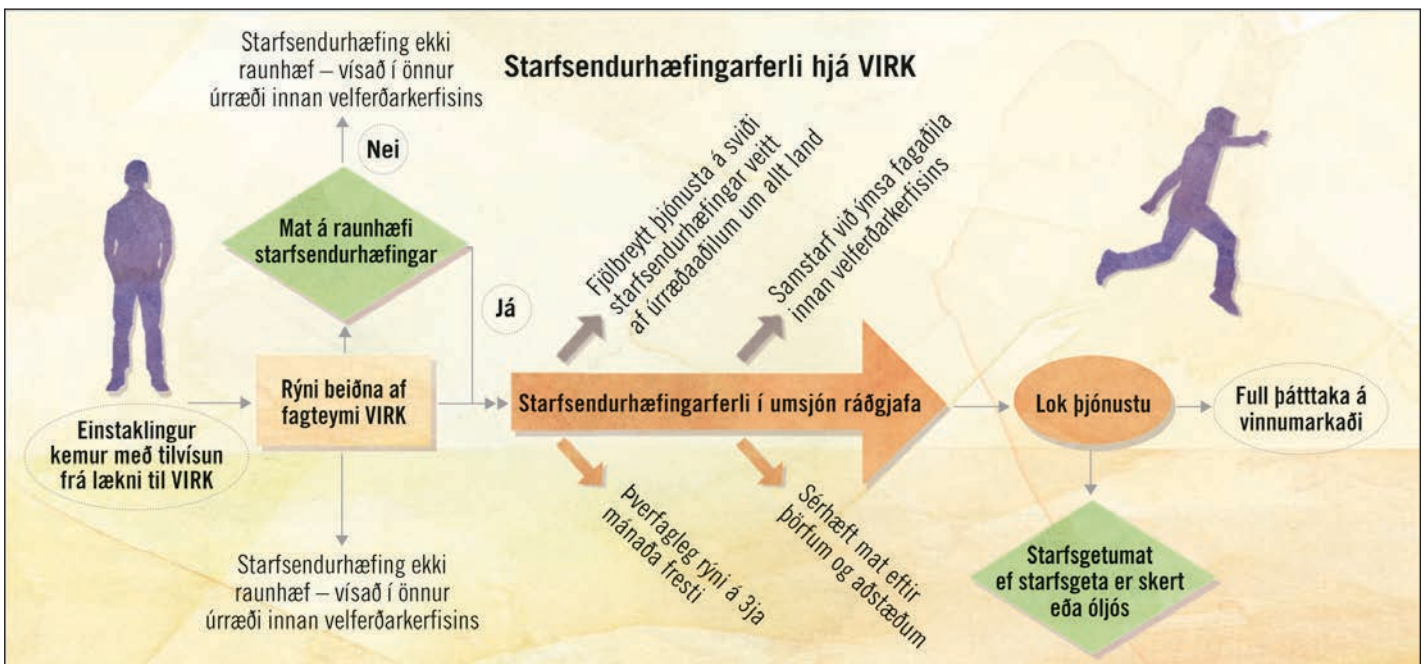 Starfsendurhæfingarferli hjá VIRK
Starfsendurhæfing ekki
raunhæf – vísað í önnur
úrræði innan velferðarkerfisins
Nei
Mat á raunhæfi
starfsendurhæfingar
Já
Einstaklingur
kemur með tilvísun
frá lækni til VIRK
Rýni beiðna af
fagteymi VIRK
Starfsendurhæfing ekki
raunhæf – vísað í önnur
úrræði innan velferðarkerfisins
Fjölbreytt þjónusta á sviði
starfsendurhæfingar veitt
af úrræðaaðilum um allt land
Samstarf við ýmsa fagaðila
innan velferðarkerfisins
Starfsendurhæfingarferli í umsjón ráðgjafa
Þverfagleg rýni á 3ja
mánaða fresti
Sérhæft mat eftir
þörfum og aðstæðum
Lok þjónustu
Full þátttaka á
vinnumarkaði
Starfsgetumat
ef starfsgeta er skert
eða óljós